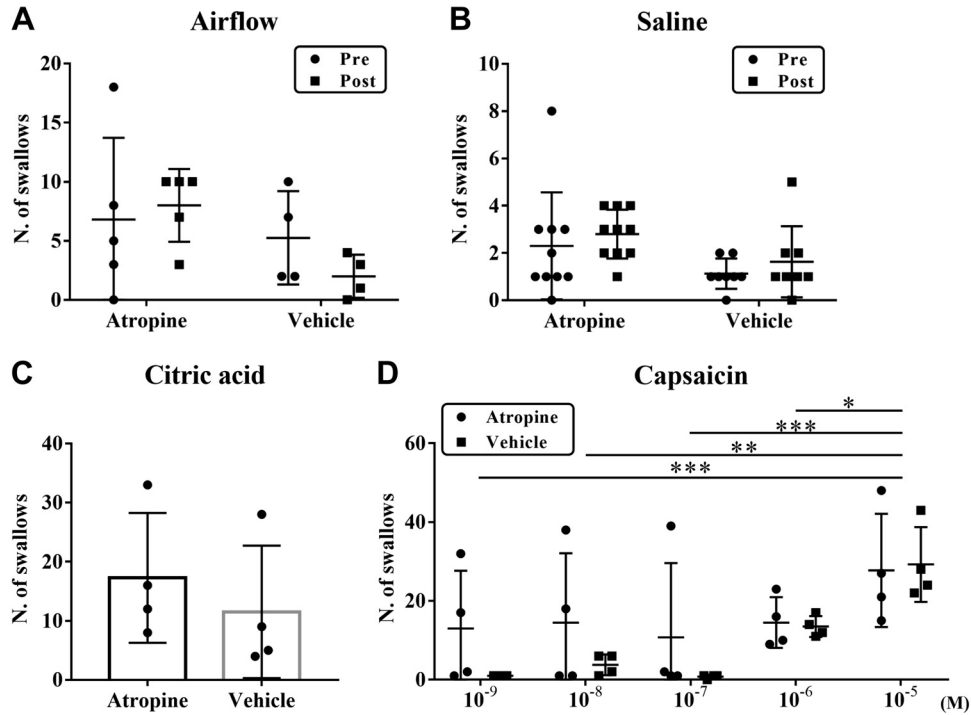 A
Airflow
Pre
Post
N. of swallows
20
15
10
5
0
Atropine
Vehicle
B
Saline
Pre
Post
N. of swallows
10
8
6
4
2
0
Atropine
Vehicle
C
Citric acid
N. of swallows
40
30
20
10
0
Atropine
Vehicle
D
Capsaicin
Atropine
Vehicle
*
***
**
***
N. of swallows
60
40
20
0
10⁻⁹ 10⁻⁸ 10⁻⁷ 10⁻⁶ 10⁻⁵ (M)